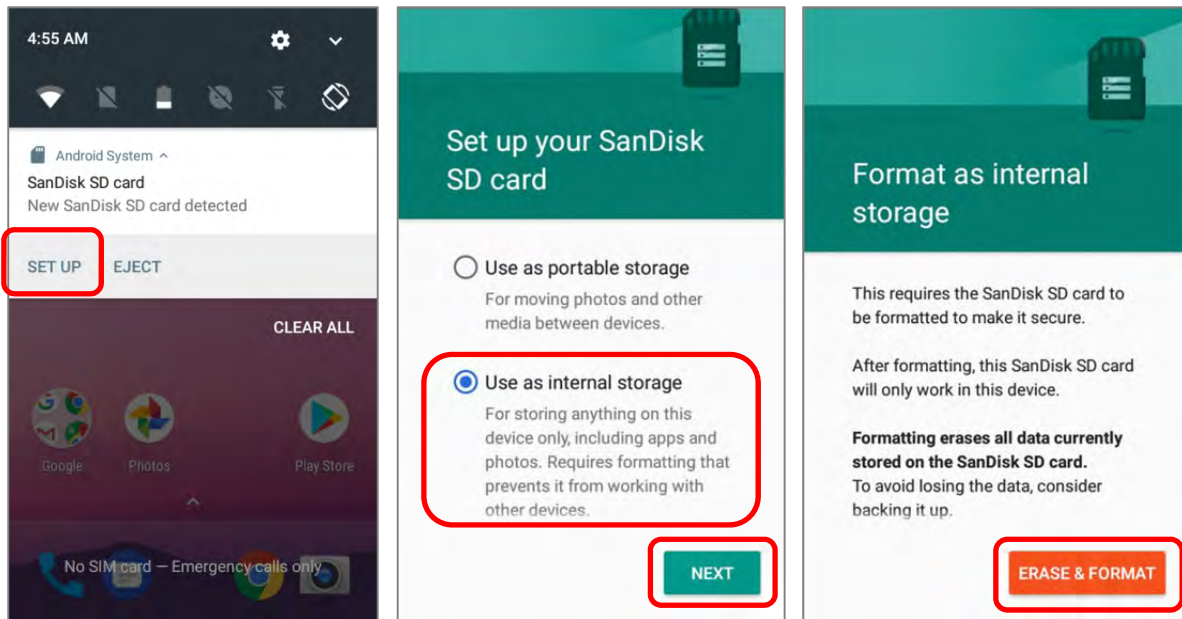 4:55 AM
Android System
SanDisk SD card
New SanDisk SD card detected
SET UP EJECT
CLEAR ALL
Google Photos Play Store
No SIM card — Emergency calls only
Set up your SanDisk
SD card
Use as portable storage
For moving photos and other
media between devices.
Use as internal storage
For storing anything on this
device only, including apps and
photos. Requires formatting that
prevents it from working with
other devices.
NEXT
Format as internal
storage
This requires the SanDisk SD card to
be formatted to make it secure.
After formatting, this SanDisk SD card
will only work in this device.
Formatting erases all data currently
stored on the SanDisk SD card.
To avoid losing the data, consider
backing it up.
ERASE & FORMAT